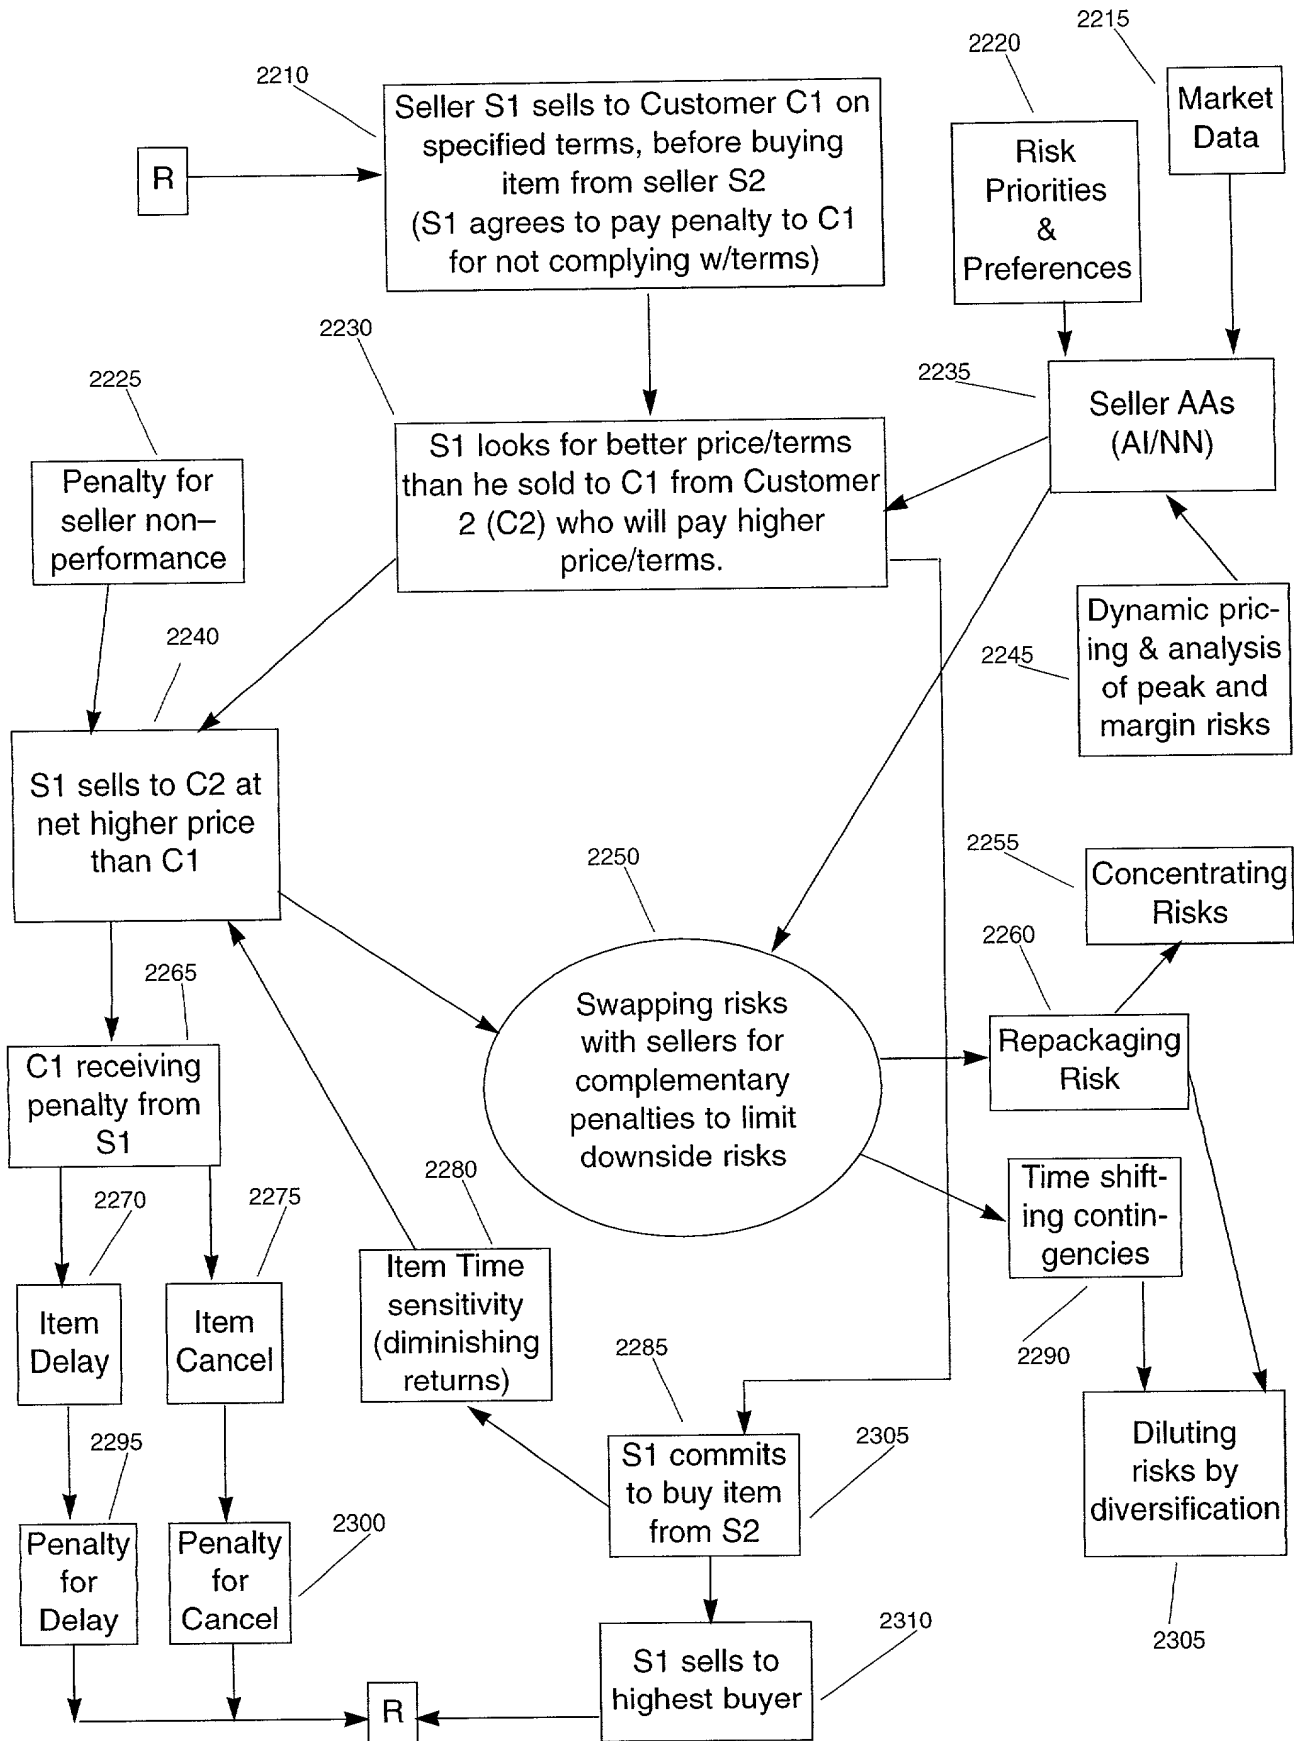 2215
2220
2210
Market
Data
Seller S1 sells to Customer C1 on
specified terms, before buying
item from seller S2
(S1 agrees to pay penalty to C1
for not complying w/terms)
Risk
Priorities
&
Preferences
R
2230
2225
2235
Seller AAs
(AI/NN)
S1 looks for better price/terms
than he sold to C1 from Customer
2 (C2) who will pay higher
price/terms.
Penalty for
seller non–
performance
2240
2245
Dynamic pric-
ing & analysis
of peak and
margin risks
S1 sells to C2 at
net higher price
than C1
2250
2255
Concentrating
Risks
2260
2265
Swapping risks
with sellers for
complementary
penalties to limit
downside risks
Repackaging
Risk
C1 receiving
penalty from
S1
2280
2270
2275
Time shift-
ing contin-
gencies
Item Time
sensitivity
(diminishing
returns)
Item
Delay
Item
Cancel
2285
2290
2295
2305
S1 commits
to buy item
from S2
Diluting
risks by
diversification
2300
Penalty
for
Delay
Penalty
for
Cancel
2310
2305
S1 sells to
highest buyer
R